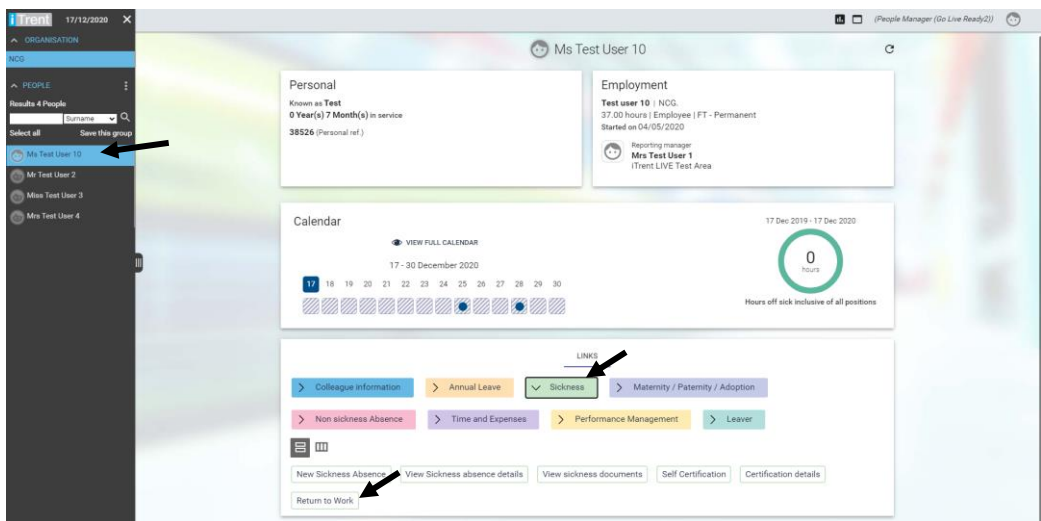 iTrent 17/12/2020 X
(People Manager (Go Live Ready2))
ORGANISATION
NCG
PEOPLE
Results 4 People
Surname
Select all Save this group
Ms Test User 10
Mr Test User 2
Miss Test User 3
Mrs Test User 4
Ms Test User 10
Personal
Known as Test
0 Year(s) 7 Month(s) in service
38526 (Personal ref.)
Employment
Test user 10 | NCG.
37.00 hours | Employee | FT - Permanent
Started on 04/05/2020
Reporting manager
Mrs Test User 1
iTrent LIVE Test Area
Calendar
17 Dec 2019 - 17 Dec 2020
VIEW FULL CALENDAR
17 - 30 December 2020
17 18 19 20 21 22 23 24 25 26 27 28 29 30
0
hours
Hours off sick inclusive of all positions
LINKS
Colleague information Annual Leave Sickness Maternity / Paternity / Adoption
Non sickness Absence Time and Expenses Performance Management Leaver
New Sickness Absence View Sickness absence details View sickness documents Self Certification Certification details
Return to Work